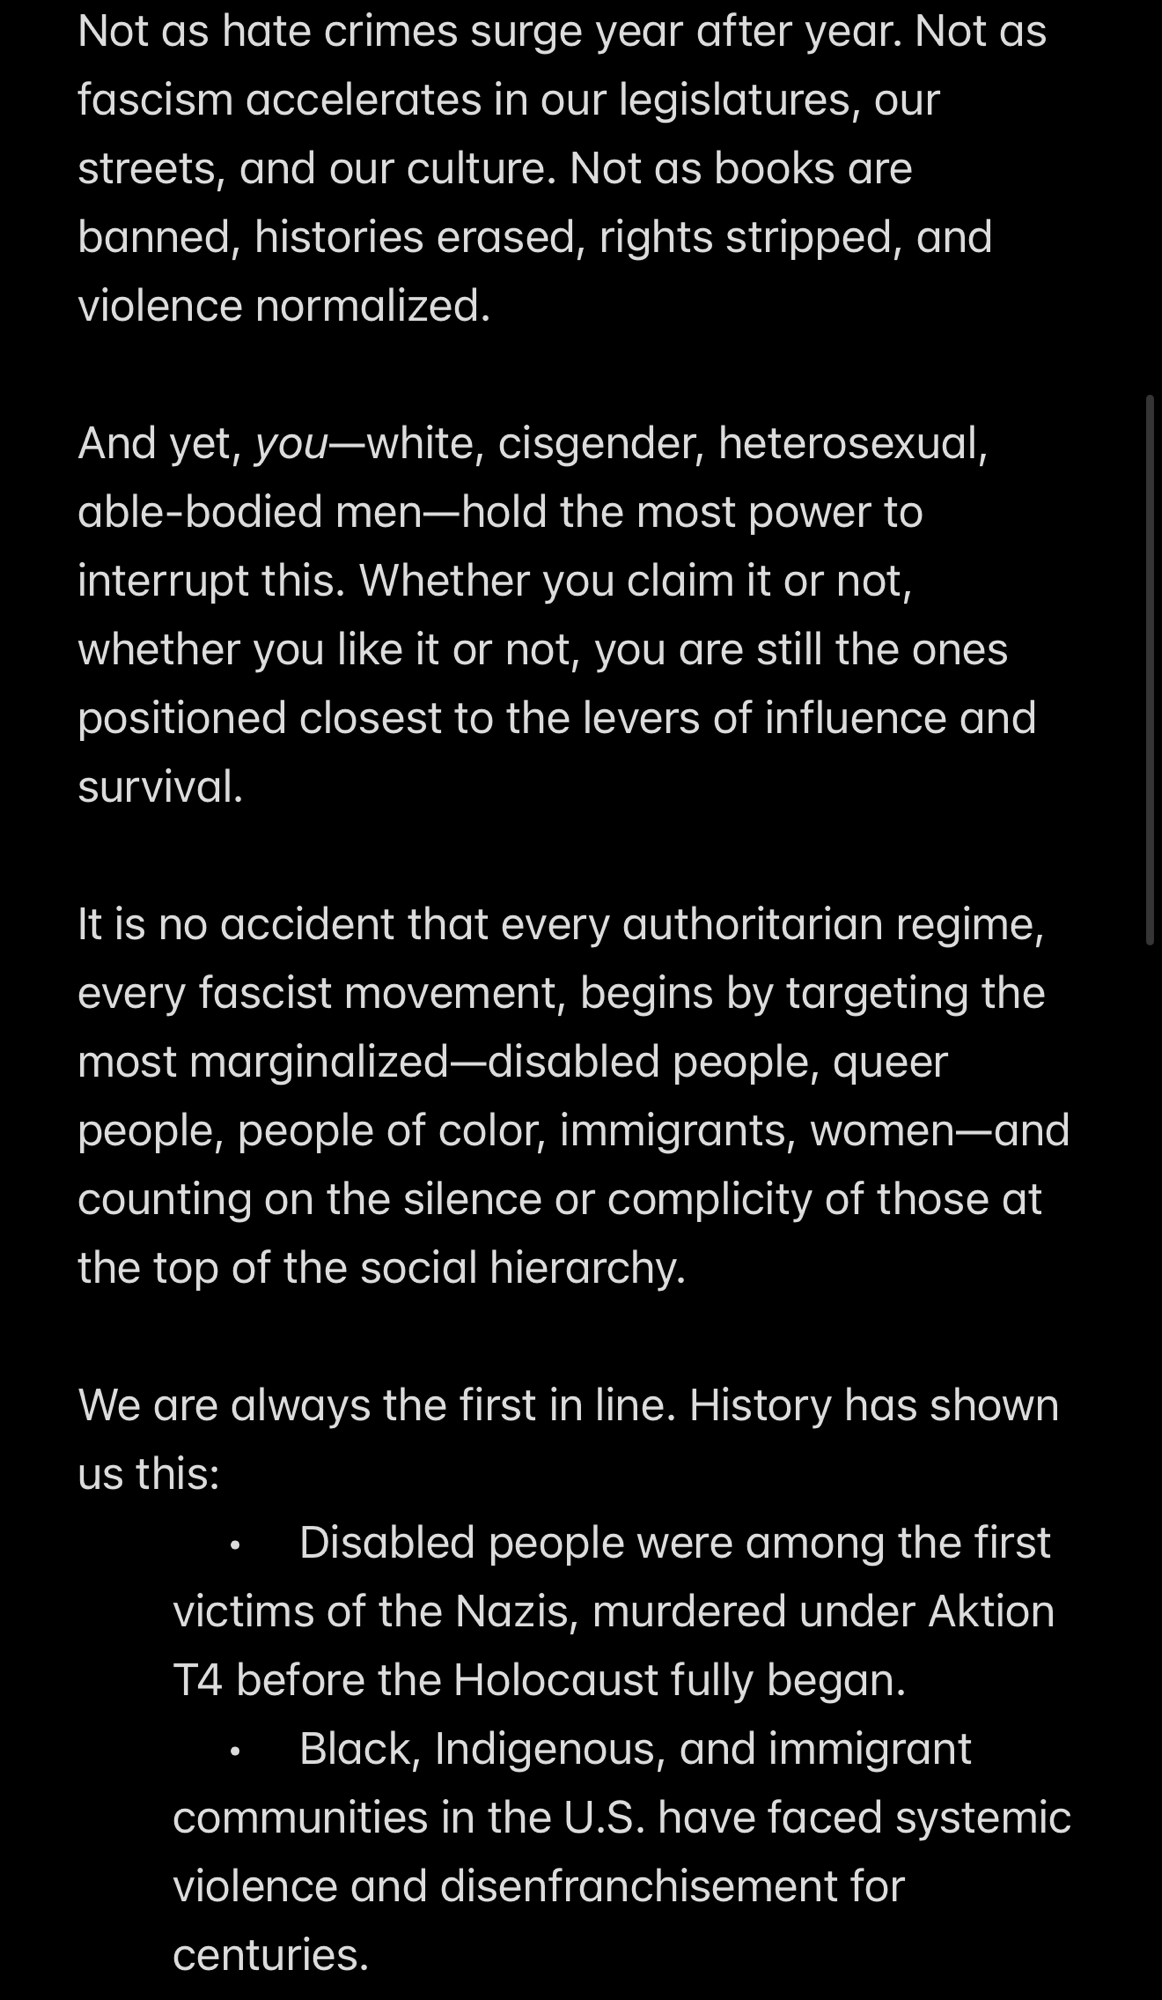 Not as hate crimes surge year after year. Not as
fascism accelerates in our legislatures, our
streets, and our culture. Not as books are
banned, histories erased, rights stripped, and
violence normalized.
And yet, you—white, cisgender, heterosexual,
able-bodied men—hold the most power to
interrupt this. Whether you claim it or not,
whether you like it or not, you are still the ones
positioned closest to the levers of influence and
survival.
It is no accident that every authoritarian regime,
every fascist movement, begins by targeting the
most marginalized—disabled people, queer
people, people of color, immigrants, women—and
counting on the silence or complicity of those at
the top of the social hierarchy.
We are always the first in line. History has shown
us this:
• Disabled people were among the first
victims of the Nazis, murdered under Aktion
T4 before the Holocaust fully began.
• Black, Indigenous, and immigrant
communities in the U.S. have faced systemic
violence and disenfranchisement for
centuries.